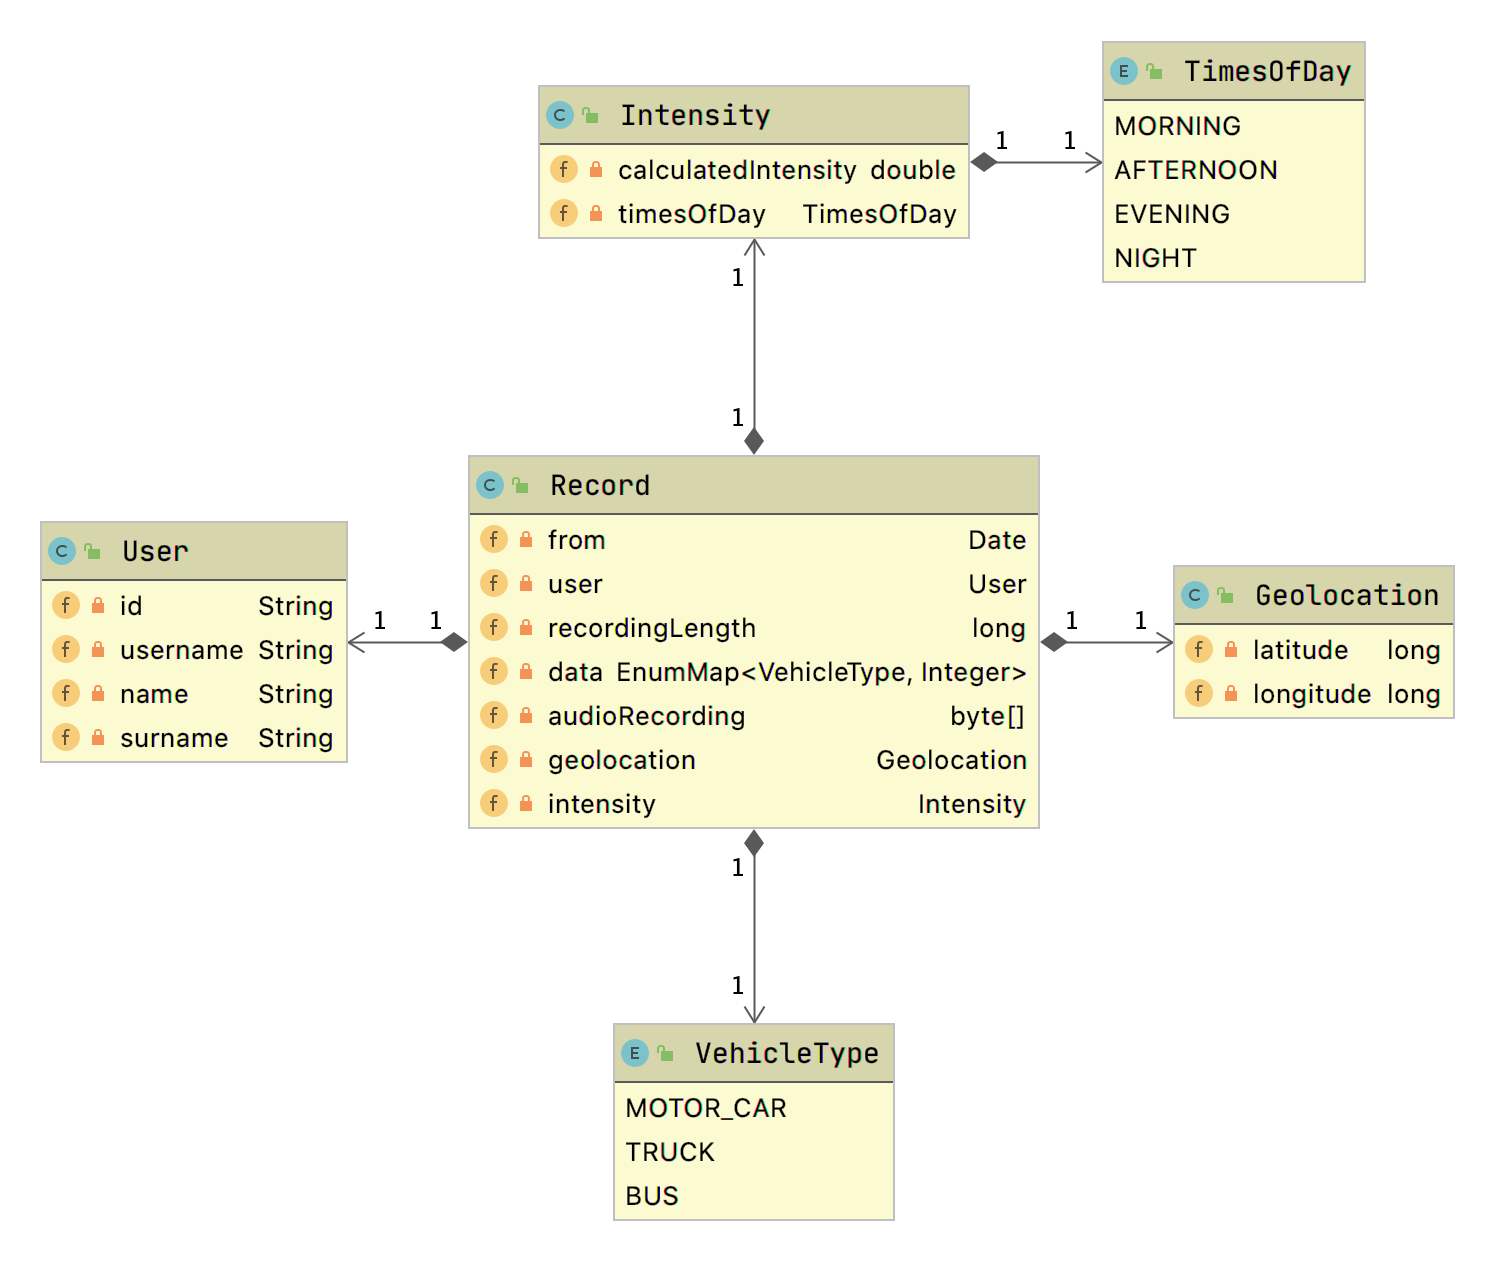 C Intensity
f calculatedIntensity double
f timesOfDay TimesOfDay
E TimesOfDay
MORNING
AFTERNOON
EVENING
NIGHT
1 1
1
1
C User
f id String
f username String
f name String
f surname String
1 1
C Record
f from Date
f user User
f recordingLength long
f data EnumMap<VehicleType, Integer>
f audioRecording byte[]
f geolocation Geolocation
f intensity Intensity
1 1
C Geolocation
f latitude long
f longitude long
1
1
E VehicleType
MOTOR_CAR
TRUCK
BUS